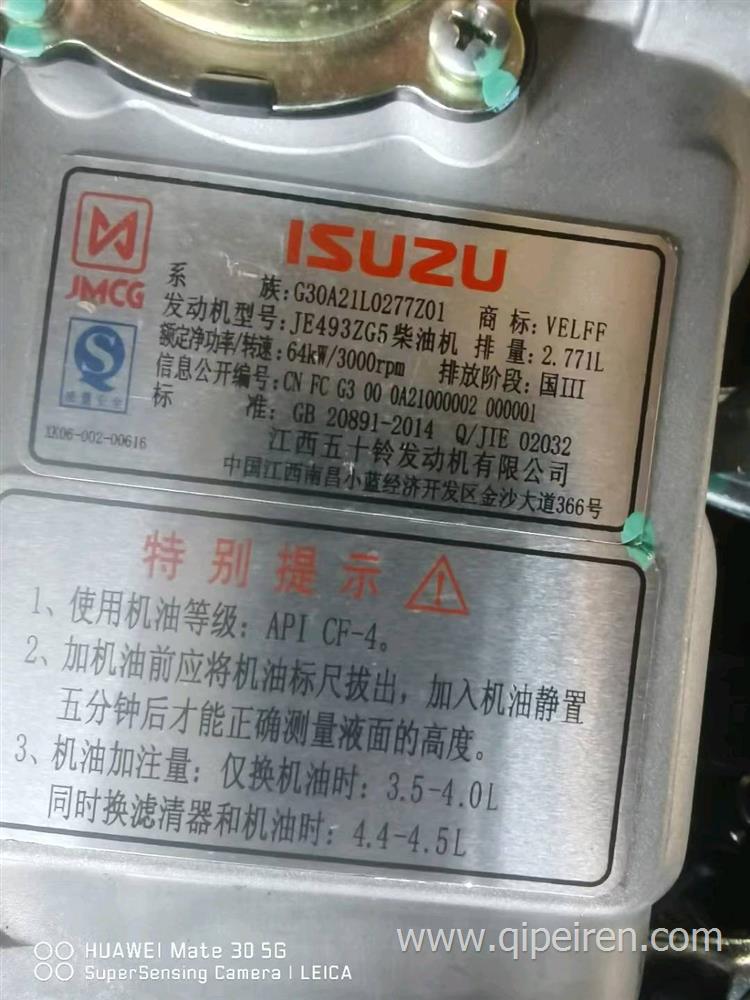 ISUZU
JMCG
系 族: G30A21L0277Z01 商 标: VELFF
发动机型号: JE493ZG5柴油机 排 量: 2.771L
额定净功率/转速: 64kW/3000rpm 排放阶段: 国III
信息公开编号: CN FC G3 00 0A21000002 000001
标 准: GB 20891-2014 Q/JIE 02032
质量安全
XK06-002-00616
江西五十铃发动机有限公司
中国江西南昌小蓝经济开发区金沙大道366号
特别提示
1、使用机油等级: API CF-4。
2、加机油前应将机油标尺拔出，加入机油静置
五分钟后才能正确测量液面的高度。
3、机油加注量: 仅换机油时: 3.5-4.0L
同时换滤清器和机油时: 4.4-4.5L
HUAWEI Mate 30 5G
SuperSensing Camera | LEICA
www.qipeiren.com